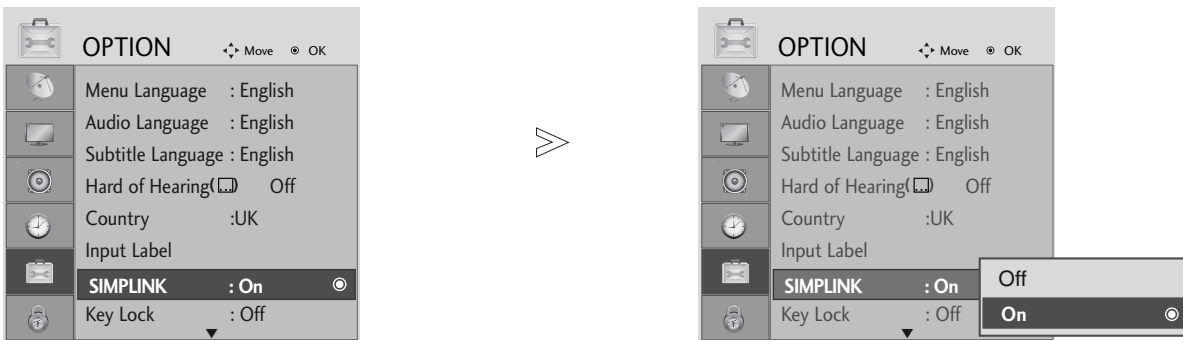 OPTION Move OK
Menu Language : English
Audio Language : English
Subtitle Language : English
Hard of Hearing( ) Off
Country :UK
Input Label
SIMPLINK : On
Key Lock : Off
OPTION Move OK
Menu Language : English
Audio Language : English
Subtitle Language : English
Hard of Hearing( ) Off
Country :UK
Input Label
SIMPLINK : On
Key Lock : Off
Off
On